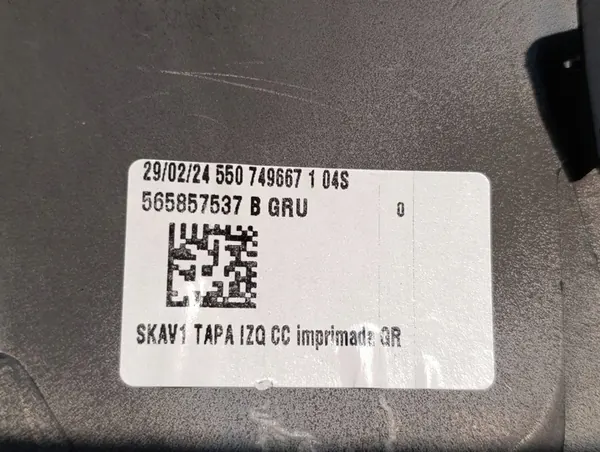 29/02/24 550 749667 1 04S
565857537 B GRU 0
SKAV1 TAPA IZQ CC imprimada GR